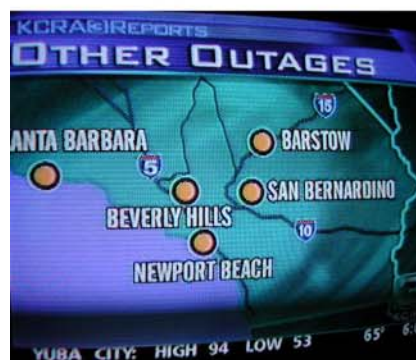 KCRA 3 REPORTS
OTHER OUTAGES
15
ANTA BARBARA
BARSTOW
5
SAN BERNARDINO
BEVERLY HILLS
10
NEWPORT BEACH
YUBA CITY: HIGH 94 LOW 53 65°